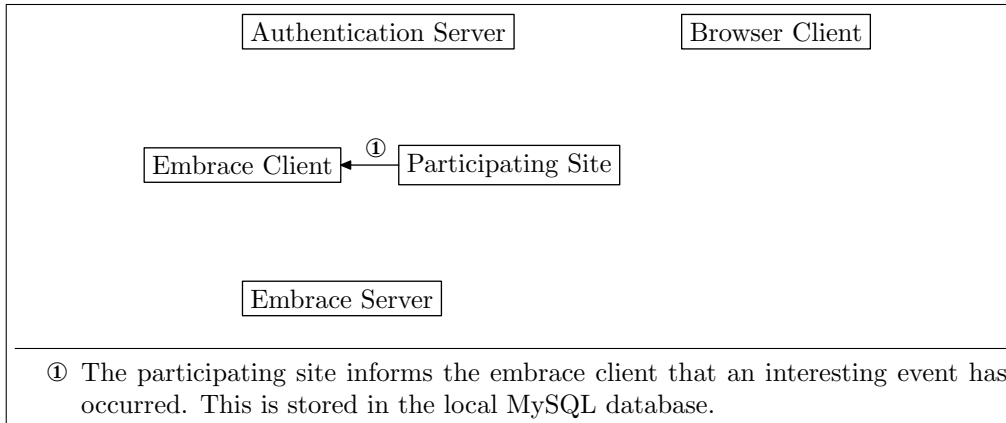 Authentication Server
Browser Client
①
Embrace Client
Participating Site
Embrace Server
① The participating site informs the embrace client that an interesting event has
occurred. This is stored in the local MySQL database.